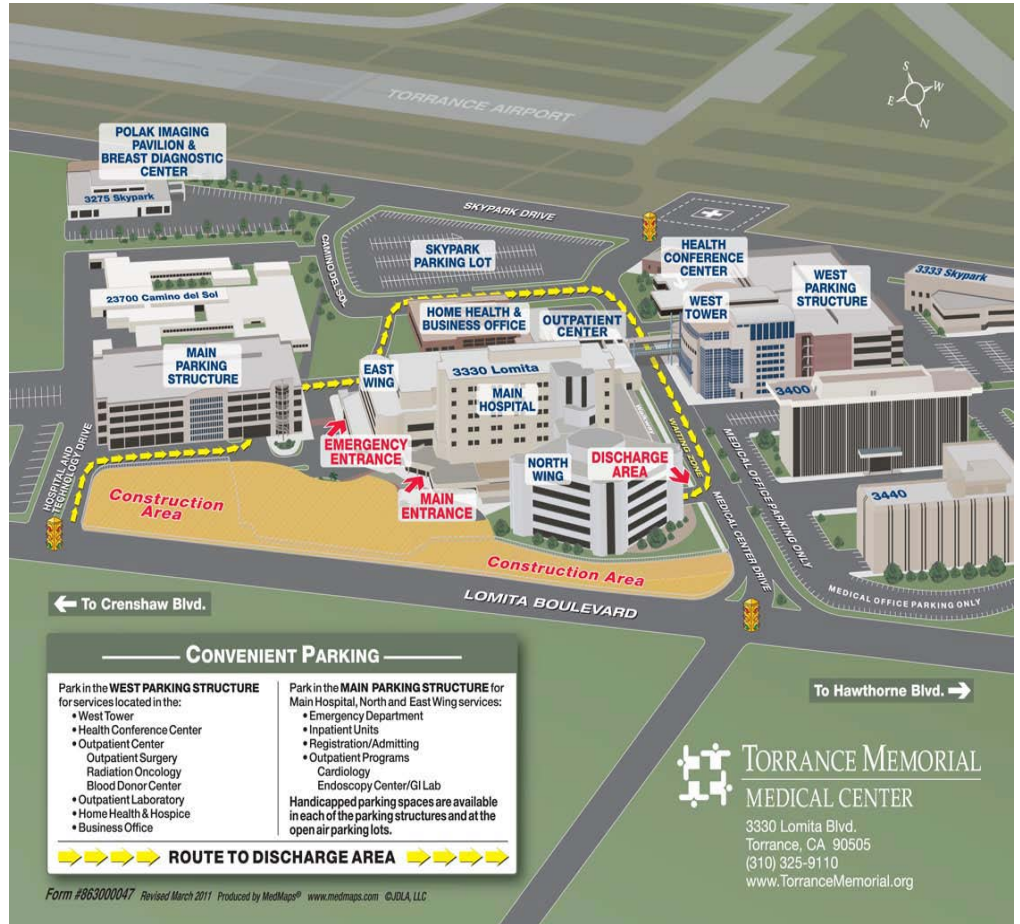 TORRANCE AIRPORT
S
W
E
N
POLAK IMAGING
PAVILION &
BREAST DIAGNOSTIC
CENTER
3275 Skypark
SKYPARK DRIVE
CAMINO DEL SOL
SKYPARK
PARKING LOT
HEALTH
CONFERENCE
CENTER
WEST
PARKING
STRUCTURE
3333 Skypark
23700 Camino del Sol
WEST
TOWER
HOME HEALTH &
BUSINESS OFFICE
OUTPATIENT
CENTER
MAIN
PARKING
STRUCTURE
EAST
WING
3330 Lomita
MAIN
HOSPITAL
3400
EMERGENCY
ENTRANCE
WAITING ZONE
NORTH
WING
DISCHARGE
AREA
MAIN
ENTRANCE
MEDICAL OFFICE PARKING ONLY
MEDICAL CENTER DRIVE
3440
HOSPITAL AND
TECHNOLOGY DRIVE
Construction
Area
Construction Area
LOMITA BOULEVARD
MEDICAL OFFICE PARKING ONLY
To Crenshaw Blvd.
To Hawthorne Blvd.
CONVENIENT PARKING
Park in the WEST PARKING STRUCTURE
for services located in the:
• West Tower
• Health Conference Center
• Outpatient Center
Outpatient Surgery
Radiation Oncology
Blood Donor Center
• Outpatient Laboratory
• Home Health & Hospice
• Business Office
Park in the MAIN PARKING STRUCTURE for
Main Hospital, North and East Wing services:
• Emergency Department
• Inpatient Units
• Registration/Admitting
• Outpatient Programs
Cardiology
Endoscopy Center/GI Lab
Handicapped parking spaces are available
in each of the parking structures and at the
open air parking lots.
ROUTE TO DISCHARGE AREA
TORRANCE MEMORIAL
MEDICAL CENTER
3330 Lomita Blvd.
Torrance, CA 90505
(310) 325-9110
www.TorranceMemorial.org
Form #863000047 Revised March 2011 Produced by MedMaps® www.medmaps.com ©JDLA, LLC